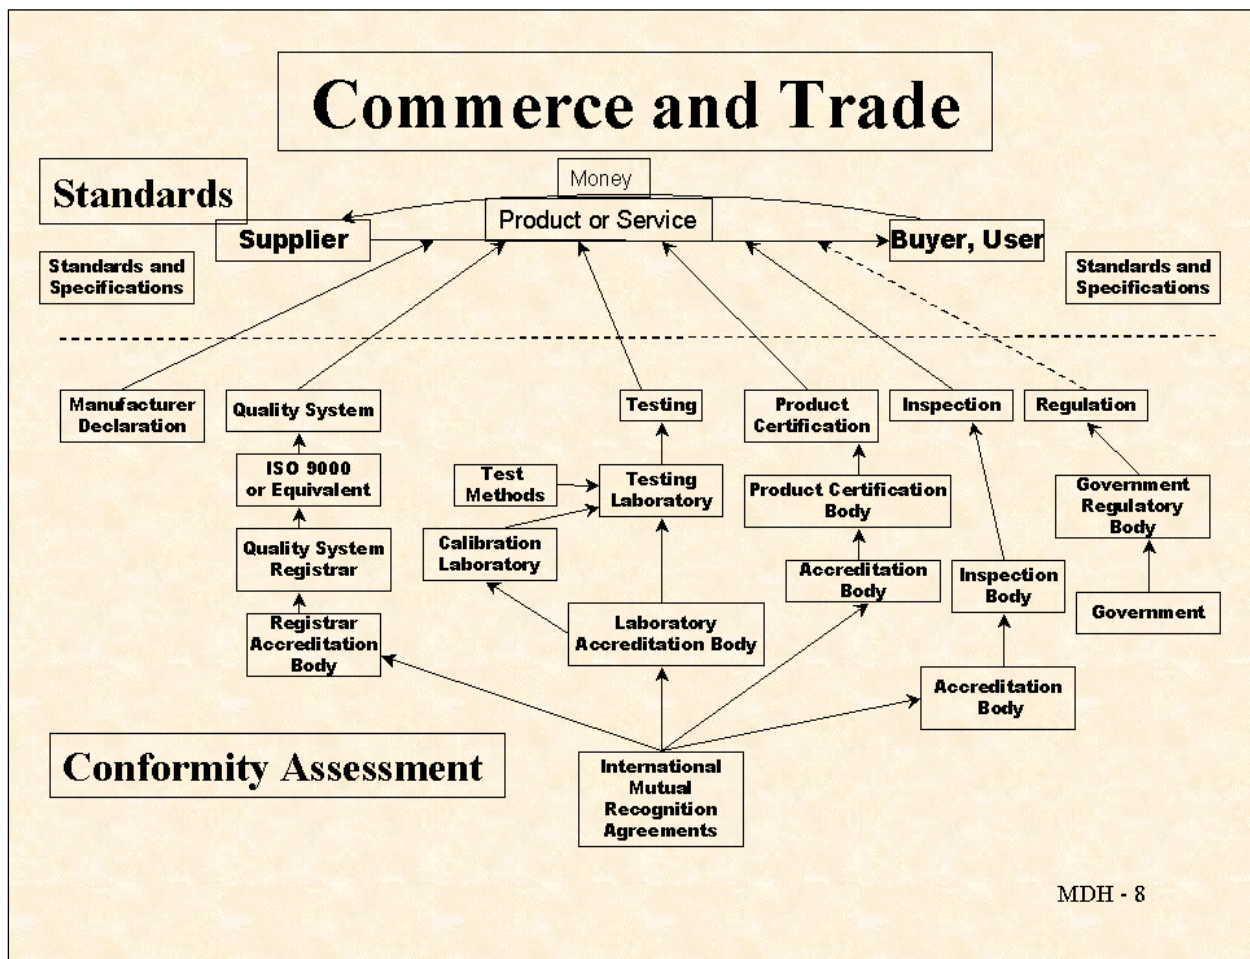 Commerce and Trade
Standards
Money
Product or Service
Supplier
Buyer, User
Standards and
Specifications
Standards and
Specifications
Manufacturer
Declaration
Quality System
Testing
Product
Certification
Inspection
Regulation
ISO 9000
or Equivalent
Test
Methods
Testing
Laboratory
Product Certification
Body
Government
Regulatory
Body
Quality System
Registrar
Calibration
Laboratory
Accreditation
Body
Inspection
Body
Government
Registrar
Accreditation
Body
Laboratory
Accreditation Body
Accreditation
Body
Conformity Assessment
International
Mutual
Recognition
Agreements
MDH - 8